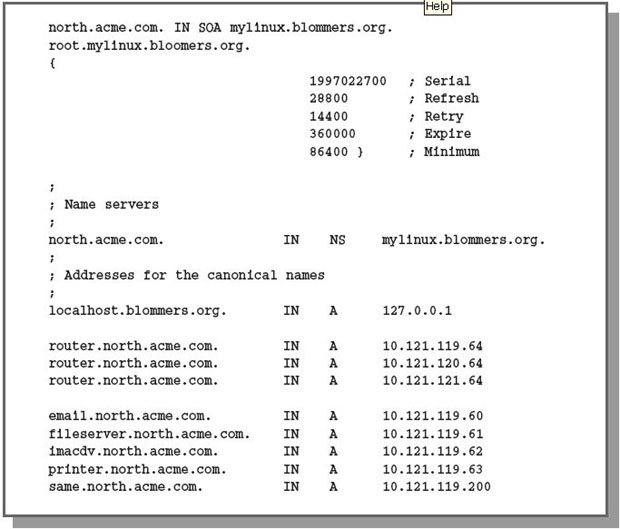 Help
north.acme.com. IN SOA mylinux.blommers.org.
root.mylinux.bloomers.org.
{
1997022700 ; Serial
28800 ; Refresh
14400 ; Retry
360000 ; Expire
86400 } ; Minimum
;
; Name servers
;
north.acme.com. IN NS mylinux.blommers.org.
;
; Addresses for the canonical names
;
localhost.blommers.org. IN A 127.0.0.1
router.north.acme.com. IN A 10.121.119.64
router.north.acme.com. IN A 10.121.120.64
router.north.acme.com. IN A 10.121.121.64
email.north.acme.com. IN A 10.121.119.60
fileserver.north.acme.com. IN A 10.121.119.61
imacdv.north.acme.com. IN A 10.121.119.62
printer.north.acme.com. IN A 10.121.119.63
same.north.acme.com. IN A 10.121.119.200